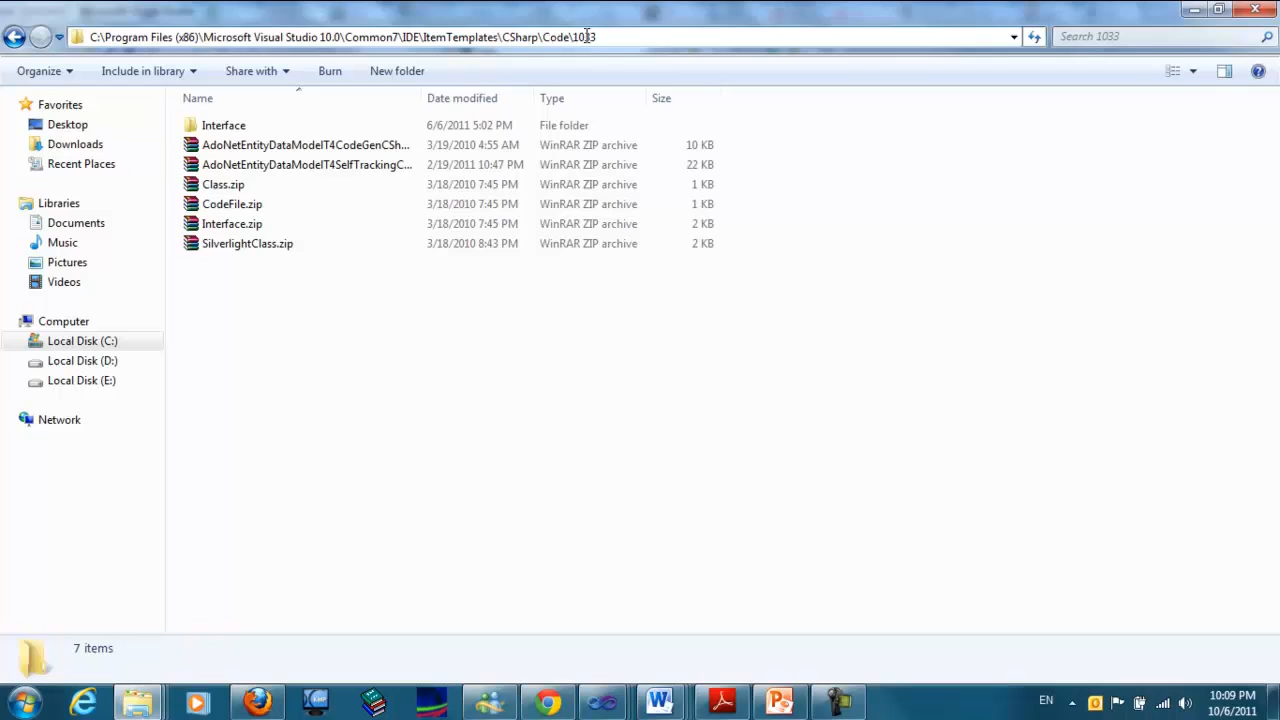 C:\Program Files (x86)\Microsoft Visual Studio 10.0\Common7\IDE\ItemTemplates\CSharp\Code\1033
Search 1033
Organize Include in library Share with Burn New folder
Name Date modified Type Size
Favorites
Desktop
Downloads
Recent Places
Libraries
Documents
Music
Pictures
Videos
Computer
Local Disk (C:)
Local Disk (D:)
Local Disk (E:)
Network
Interface 6/6/2011 5:02 PM File folder
AdoNetEntityDataModelT4CodeGenCSh... 3/19/2010 4:55 AM WinRAR ZIP archive 10 KB
AdoNetEntityDataModelT4SelfTrackingC... 2/19/2011 10:47 PM WinRAR ZIP archive 22 KB
Class.zip 3/18/2010 7:45 PM WinRAR ZIP archive 1 KB
CodeFile.zip 3/18/2010 7:45 PM WinRAR ZIP archive 1 KB
Interface.zip 3/18/2010 7:45 PM WinRAR ZIP archive 2 KB
SilverlightClass.zip 3/18/2010 8:43 PM WinRAR ZIP archive 2 KB
7 items
EN
10:09 PM
10/6/2011